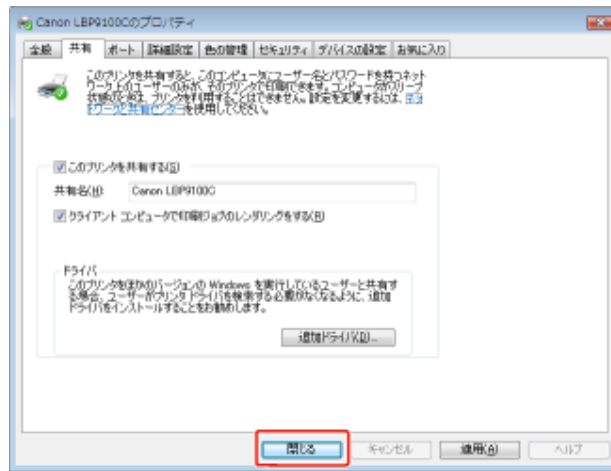 Canon LBP9100Cのプロパティ
全般 共有 ポート 詳細設定 色の管理 セキュリティ デバイスの設定 お気に入り
このプリンタを共有すると、このコンピュータにユーザー名とパスワードを持つネット
ワーク上のユーザーのみが、そのプリンタで印刷できます。コンピュータがスリープ
状態の場合は、プリンタを利用することはできません。設定を変更するには、ネット
ワークと共有センターを使用してください。
このプリンタを共有する(S)
共有名(H): Canon LBP9100C
クライアント コンピュータで印刷ジョブのレンダリングをする(R)
ドライバ
このプリンタをほかのバージョンの Windows を実行しているユーザーと共有す
る場合、ユーザーがプリンタ ドライバを検索する必要がなくなるように、追加
ドライバをインストールすることをお勧めします。
追加ドライバ(D)...
閉じる キャンセル 適用(A) ヘルプ